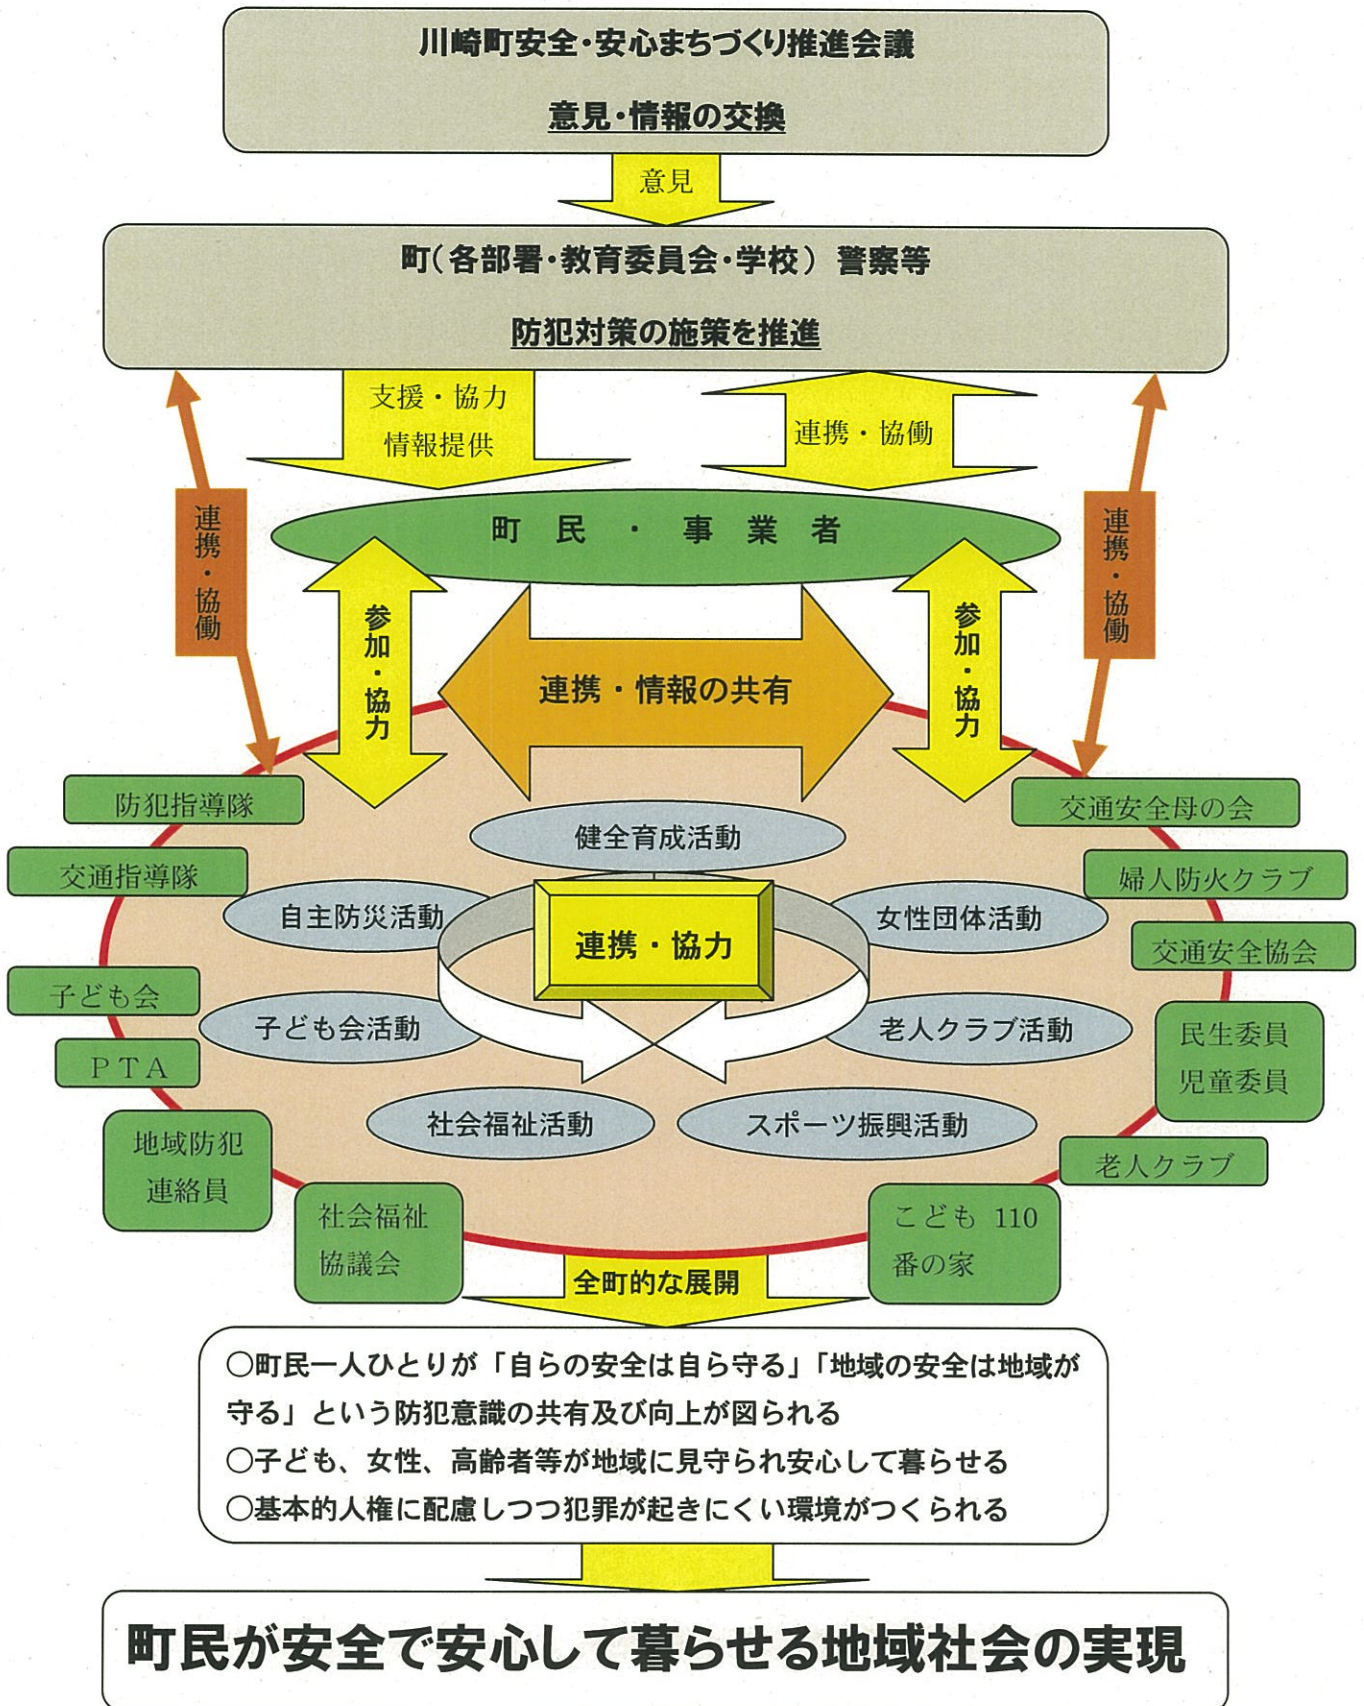 川崎町安全・安心まちづくり推進会議
意見・情報の交換
意見
町（各部署・教育委員会・学校）警察等
防犯対策の施策を推進
支援・協力
情報提供
連携・協働
連携・協働
連携・協働
町民・事業者
参加・協力
参加・協力
連携・情報の共有
防犯指導隊
交通指導隊
子ども会
PTA
地域防犯
連絡員
社会福祉
協議会
交通安全母の会
婦人防火クラブ
交通安全協会
民生委員
児童委員
老人クラブ
こども 110
番の家
健全育成活動
自主防災活動
女性団体活動
連携・協力
子ども会活動
老人クラブ活動
社会福祉活動
スポーツ振興活動
全町的な展開
○町民一人ひとりが「自らの安全は自ら守る」「地域の安全は地域が
守る」という防犯意識の共有及び向上が図られる
○子ども、女性、高齢者等が地域に見守られ安心して暮らせる
○基本的人権に配慮しつつ犯罪が起きにくい環境がつくられる
町民が安全で安心して暮らせる地域社会の実現